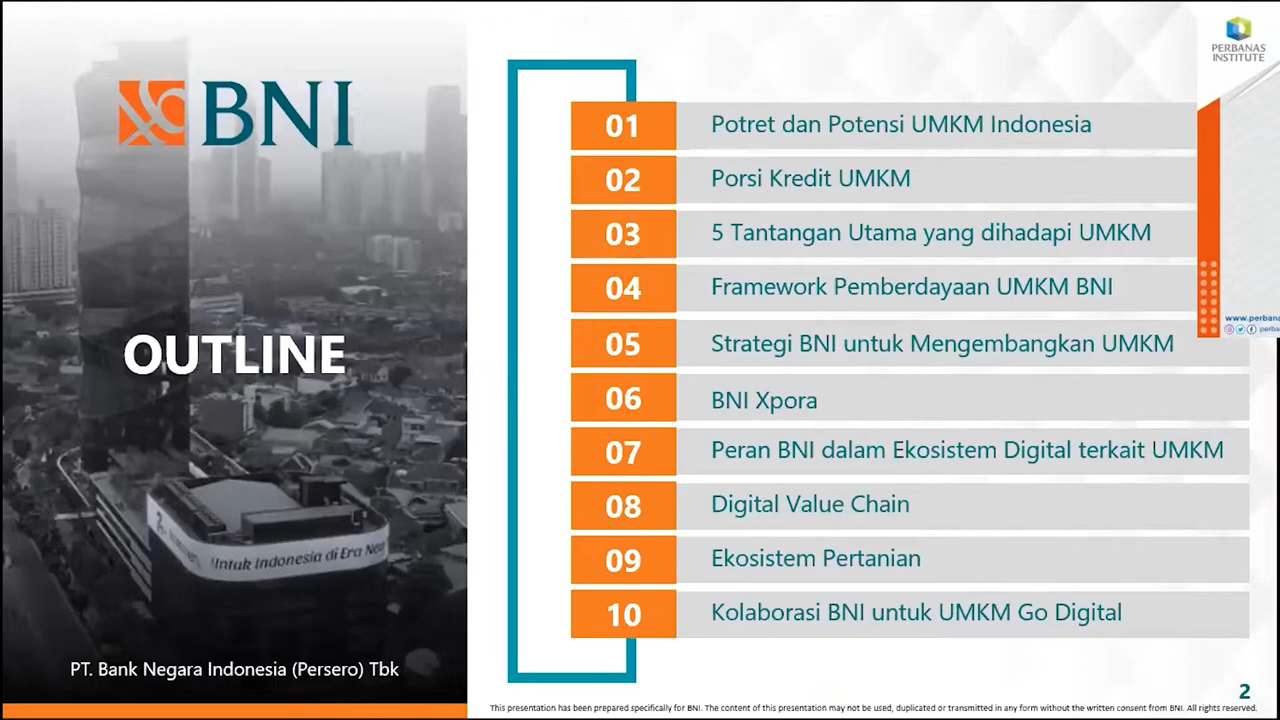 BNI
OUTLINE
Untuk Indonesia di Era
PT. Bank Negara Indonesia (Persero) Tbk
PERBANAS
INSTITUTE
01 Potret dan Potensi UMKM Indonesia
02 Porsi Kredit UMKM
03 5 Tantangan Utama yang dihadapi UMKM
04 Framework Pemberdayaan UMKM BNI
05 Strategi BNI untuk Mengembangkan UMKM
06 BNI Xpora
07 Peran BNI dalam Ekosistem Digital terkait UMKM
08 Digital Value Chain
09 Ekosistem Pertanian
10 Kolaborasi BNI untuk UMKM Go Digital
www.perbana
perba
2
This presentation has been prepared specifically for BNI. The content of this presentation may not be used, duplicated or transmitted in any form without the written consent from BNI. All rights reserved.